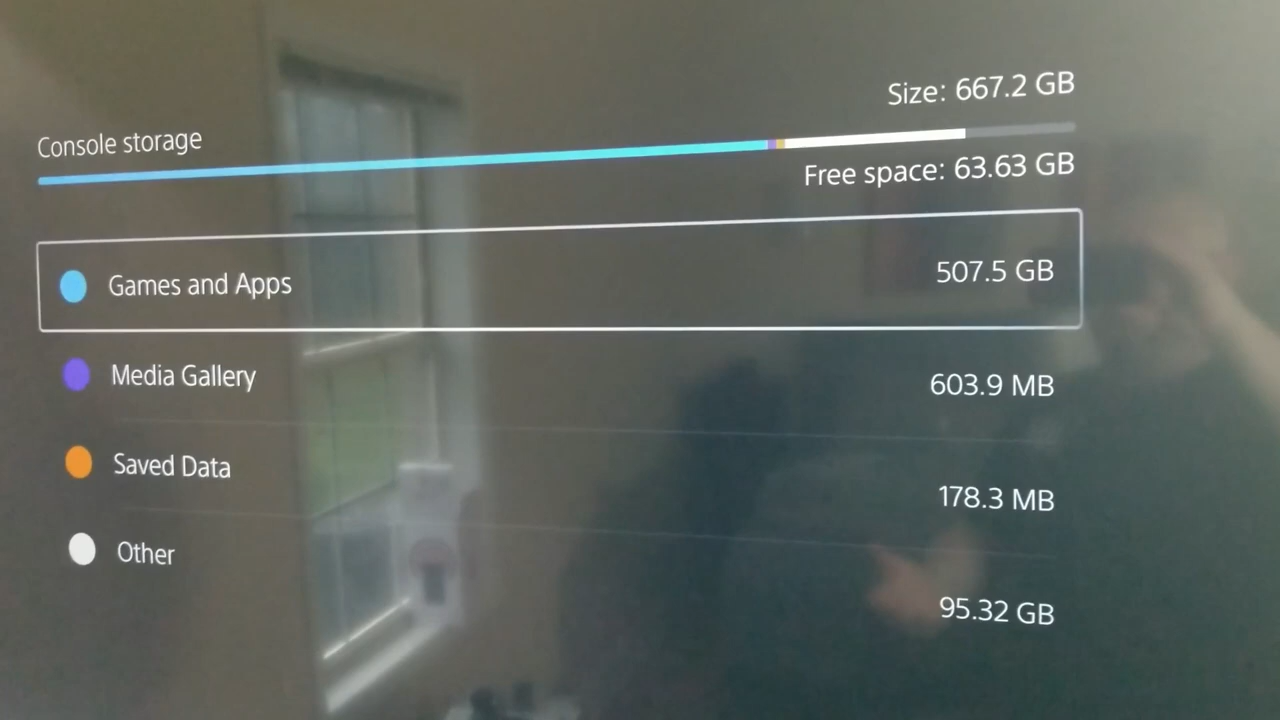 Size: 667.2 GB
Console storage
Free space: 63.63 GB
Games and Apps 507.5 GB
Media Gallery 603.9 MB
Saved Data 178.3 MB
Other 95.32 GB